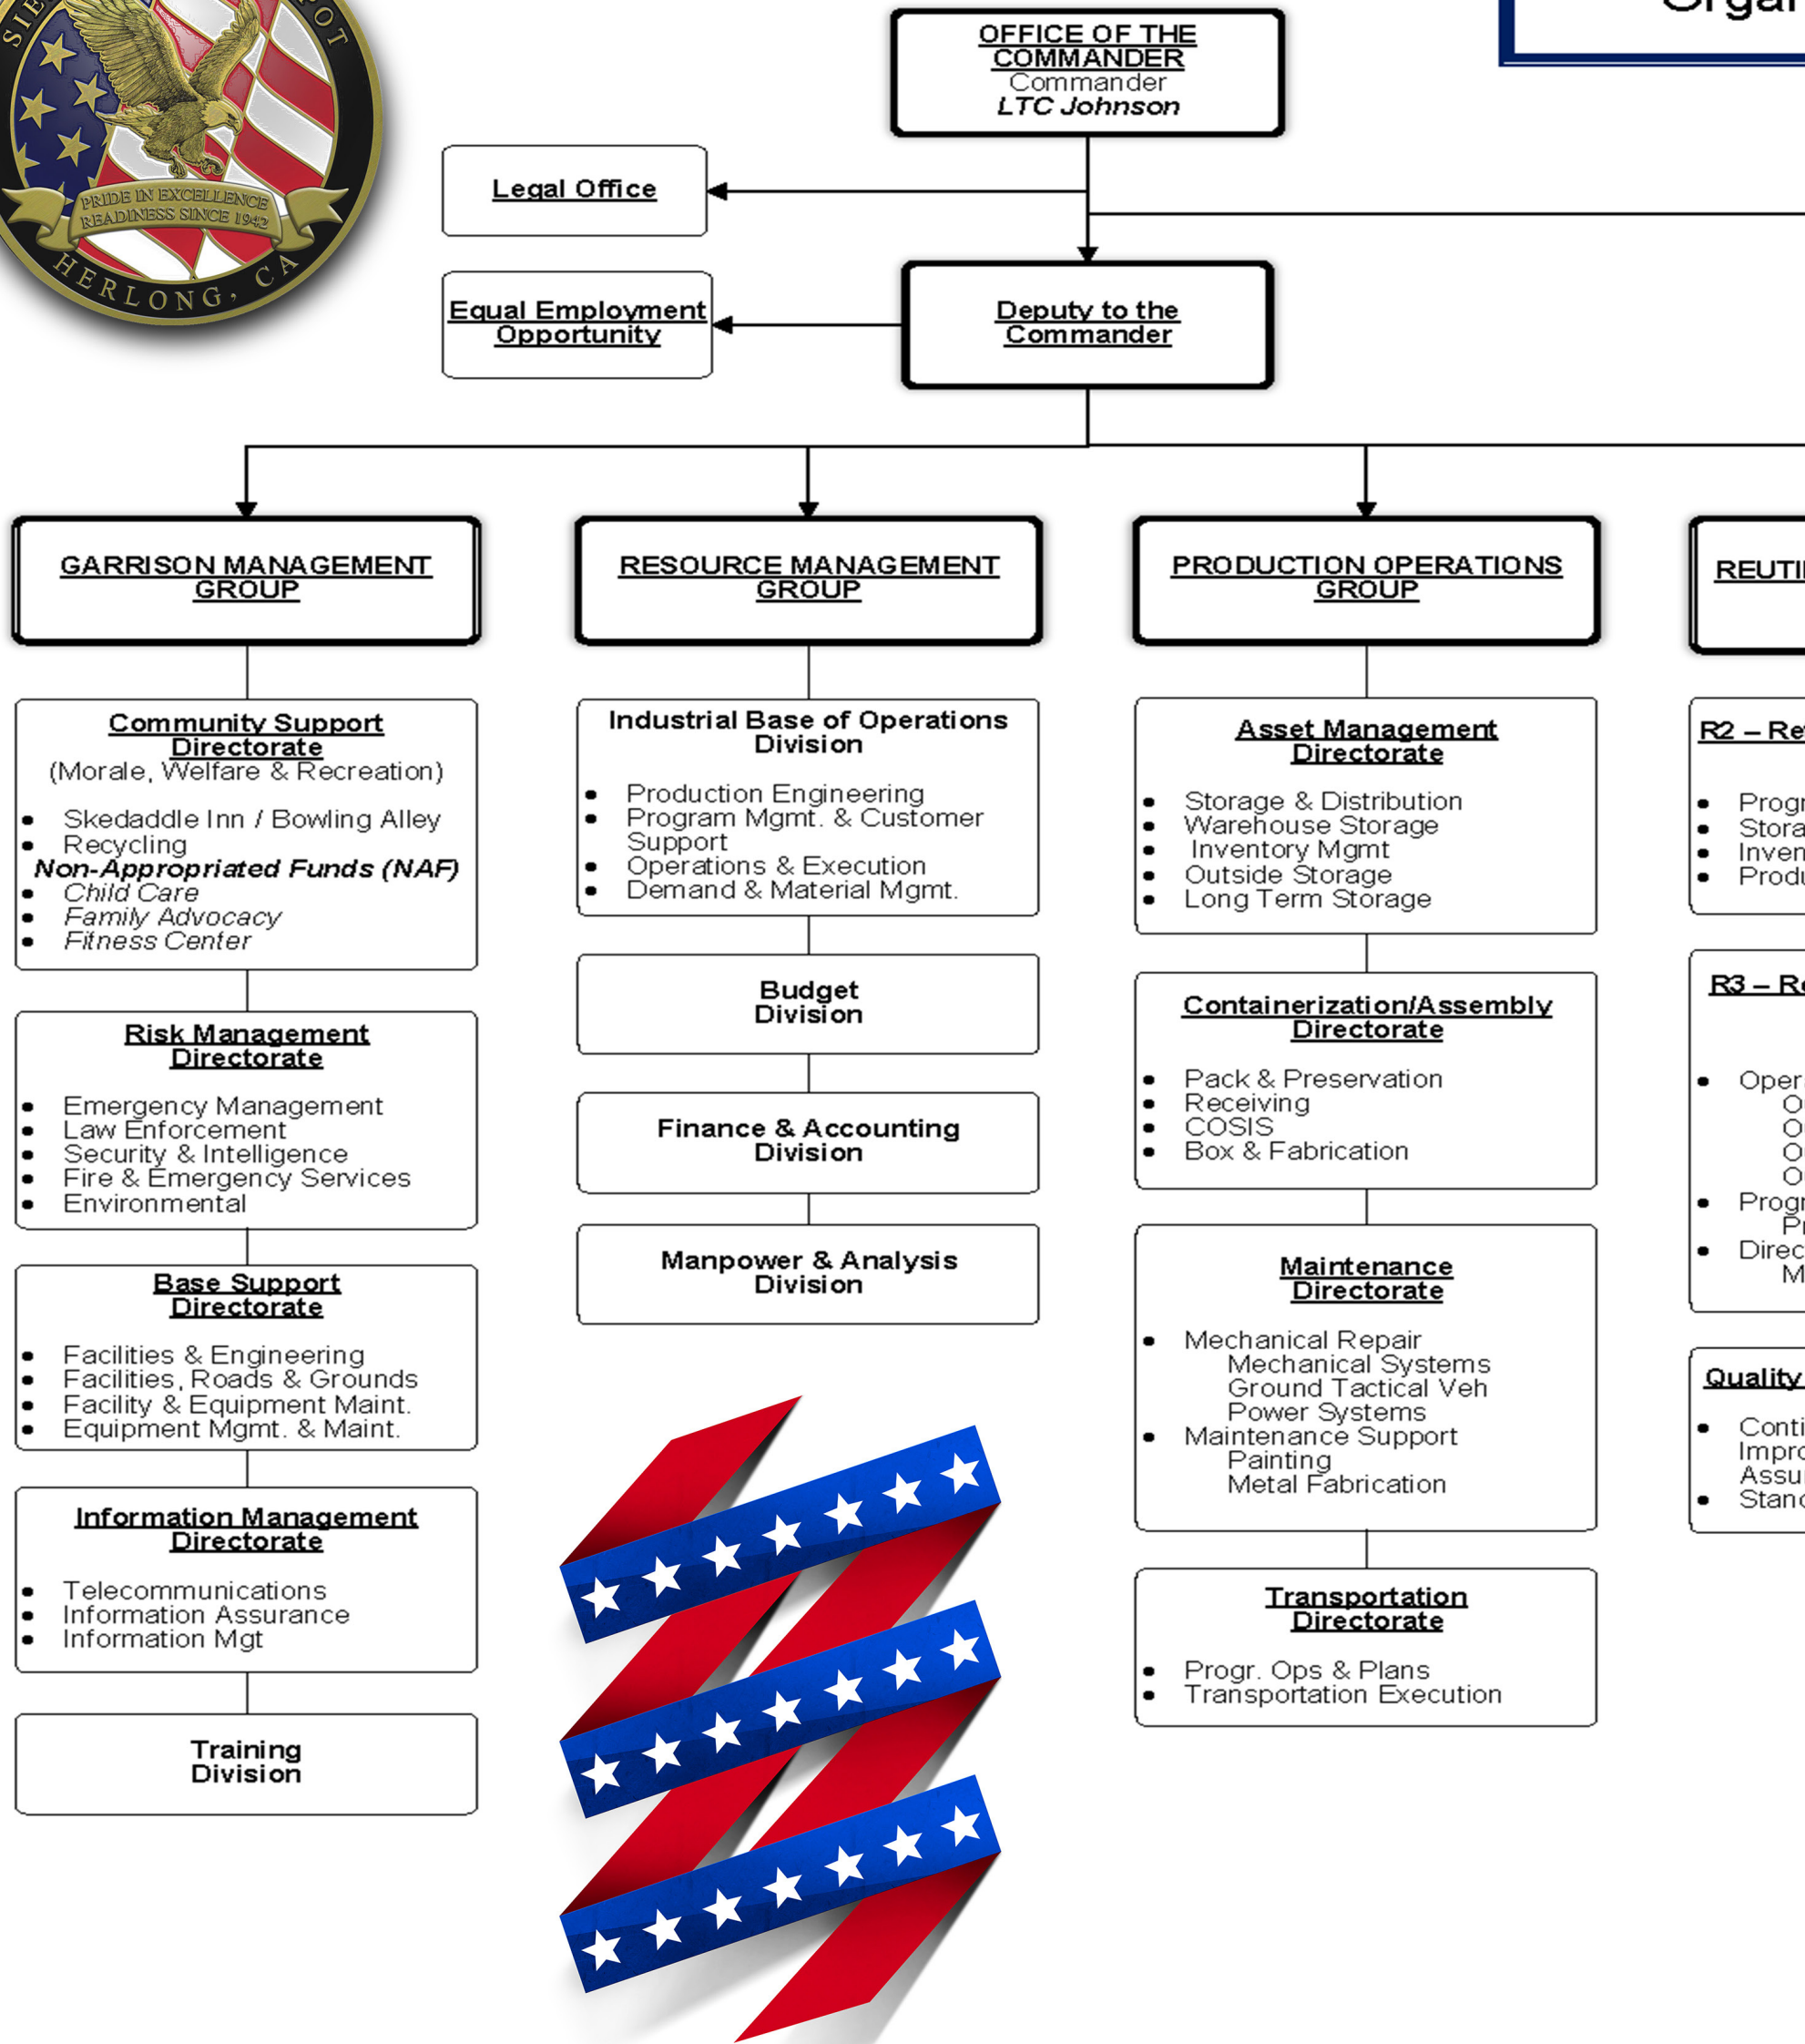 PRIDE IN EXCELLENCE
READINESS SINCE 1942
HERLONG, CA
OFFICE OF THE
COMMANDER
Commander
LTC Johnson
Legal Office
Equal Employment
Opportunity
Deputy to the
Commander
GARRISON MANAGEMENT
GROUP
Community Support
Directorate
(Morale, Welfare & Recreation)
• Skedaddle Inn / Bowling Alley
• Recycling
Non-Appropriated Funds (NAF)
• Child Care
• Family Advocacy
• Fitness Center
Risk Management
Directorate
• Emergency Management
• Law Enforcement
• Security & Intelligence
• Fire & Emergency Services
• Environmental
Base Support
Directorate
• Facilities & Engineering
• Facilities, Roads & Grounds
• Facility & Equipment Maint.
• Equipment Mgmt. & Maint.
Information Management
Directorate
• Telecommunications
• Information Assurance
• Information Mgt
Training
Division
RESOURCE MANAGEMENT
GROUP
Industrial Base of Operations
Division
• Production Engineering
• Program Mgmt. & Customer
Support
• Operations & Execution
• Demand & Material Mgmt.
Budget
Division
Finance & Accounting
Division
Manpower & Analysis
Division
PRODUCTION OPERATIONS
GROUP
Asset Management
Directorate
• Storage & Distribution
• Warehouse Storage
• Inventory Mgmt
• Outside Storage
• Long Term Storage
Containerization/Assembly
Directorate
• Pack & Preservation
• Receiving
• COSIS
• Box & Fabrication
Maintenance
Directorate
• Mechanical Repair
Mechanical Systems
Ground Tactical Veh
Power Systems
• Maintenance Support
Painting
Metal Fabrication
Transportation
Directorate
• Progr. Ops & Plans
• Transportation Execution
R2 –
R3 –
Quality